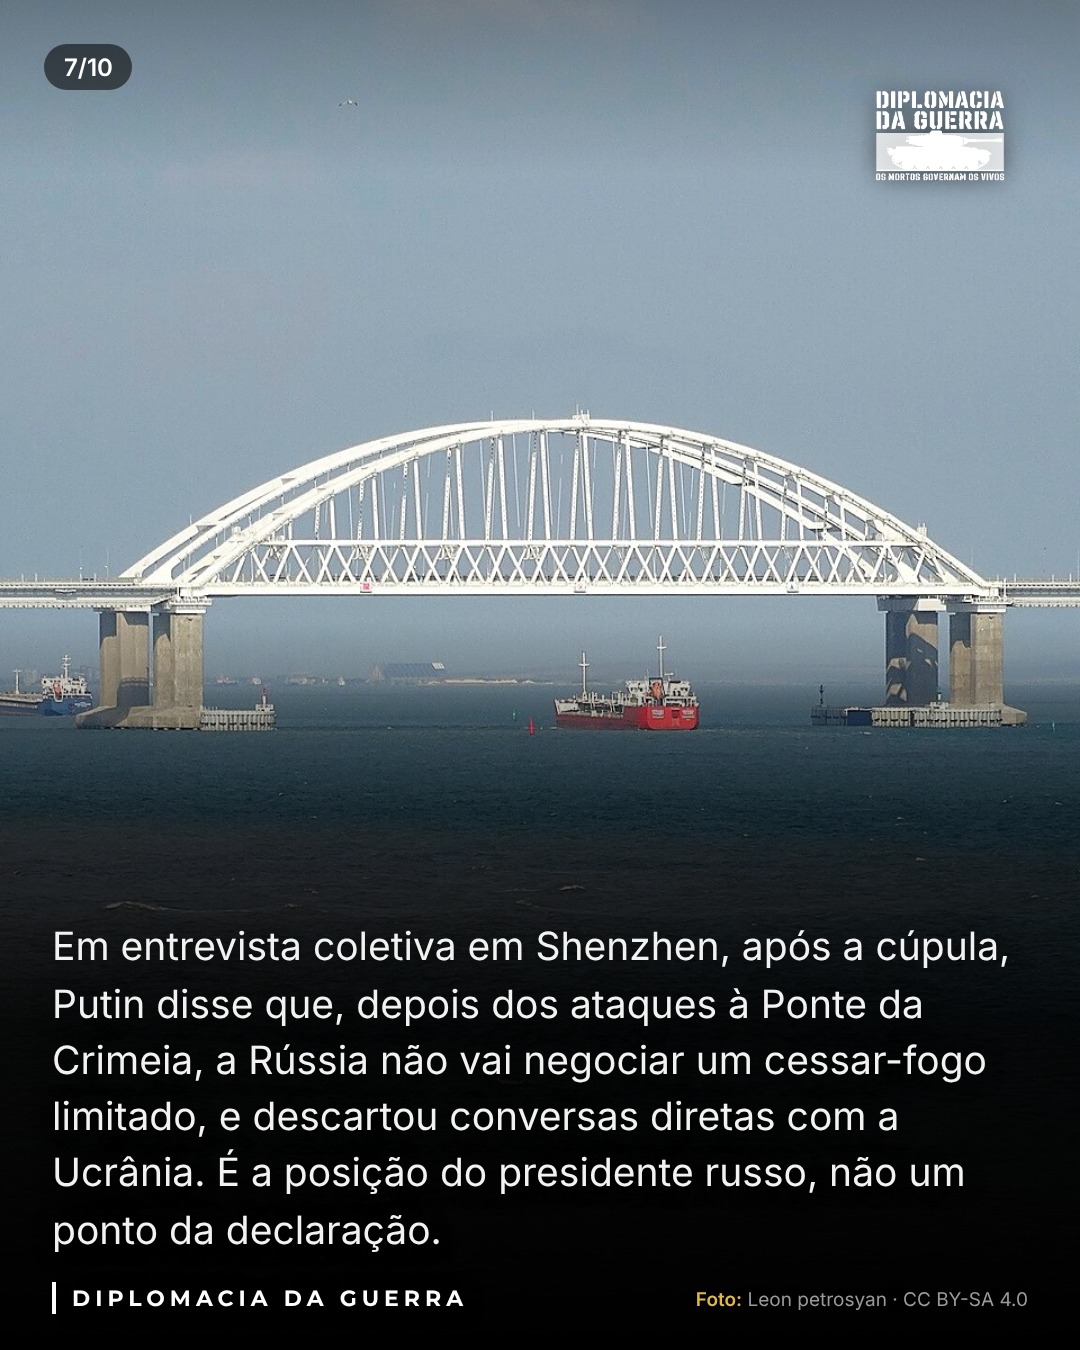 7/10
DIPLOMACIA
DA GUERRA
OS MORTOS GOVERNAM OS VIVOS
Em entrevista coletiva em Shenzhen, após a cúpula,
Putin disse que, depois dos ataques à Ponte da
Crimeia, a Rússia não vai negociar um cessar-fogo
limitado, e descartou conversas diretas com a
Ucrânia. É a posição do presidente russo, não um
ponto da declaração.
DIPLOMACIA DA GUERRA
Foto: Leon petrosyan · CC BY-SA 4.0